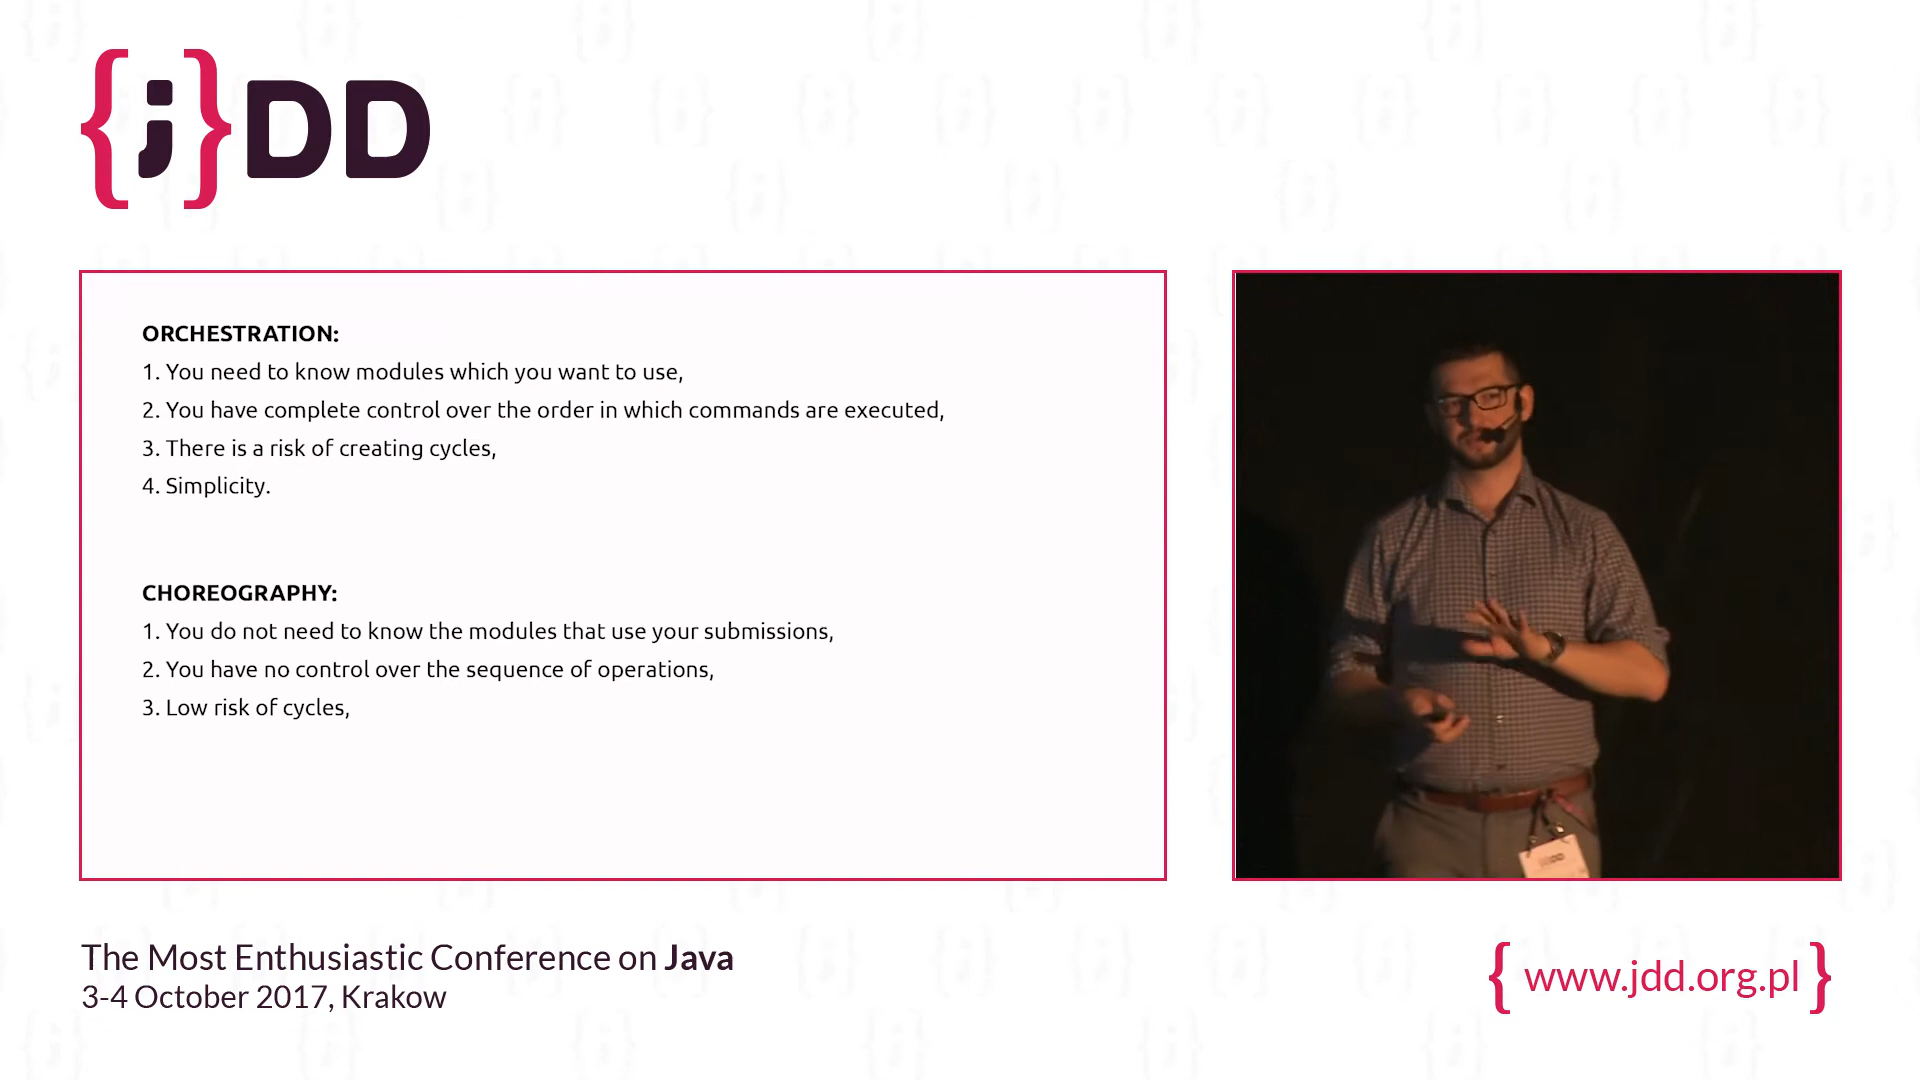 {;}DD
ORCHESTRATION:
1. You need to know modules which you want to use,
2. You have complete control over the order in which commands are executed,
3. There is a risk of creating cycles,
4. Simplicity.
CHOREOGRAPHY:
1. You do not need to know the modules that use your submissions,
2. You have no control over the sequence of operations,
3. Low risk of cycles,
The Most Enthusiastic Conference on Java
3-4 October 2017, Krakow
{ www.jdd.org.pl }